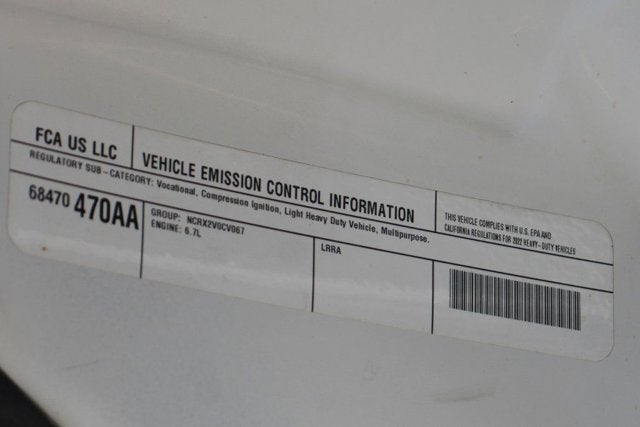 FCA US LLC
VEHICLE EMISSION CONTROL INFORMATION
THIS VEHICLE COMPLIES WITH U.S. EPA AND
CALIFORNIA REGULATIONS FOR 2022 HEAVY-DUTY VEHICLES
REGULATORY SUB-CATEGORY: Vocational, Compression Ignition, Light Heavy Duty Vehicle, Multipurpose.
68470 470AA
GROUP: NCRX2V0CV067
ENGINE: 6.7L
LRRA